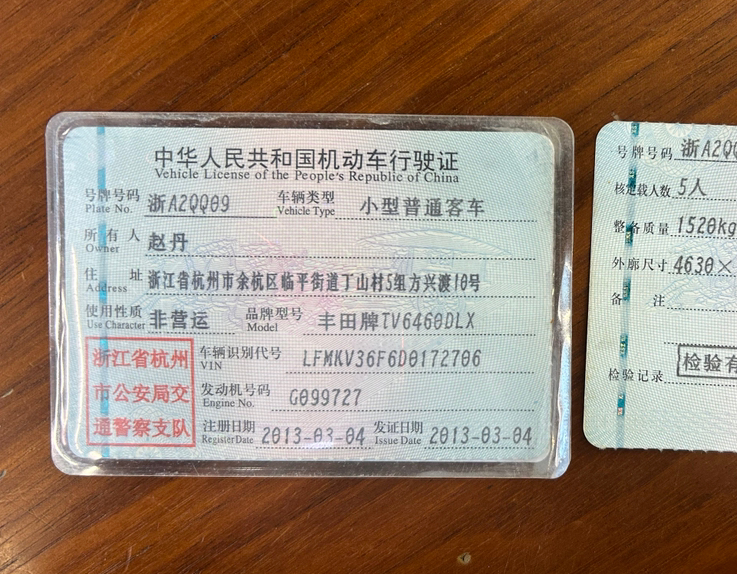 中华人民共和国机动车行驶证
Vehicle License of the People's Republic of China
号牌号码 浙A2QQ09 车辆类型 小型普通客车
Plate No. Vehicle Type
所有人 赵丹
Owner
住址 浙江省杭州市余杭区临平街道丁山村5组方兴渡10号
Address
使用性质 非营运 品牌型号 丰田牌TV6460DLX
Use Character Model
浙江省杭州
市公安局交
通警察支队
车辆识别代号 LFMKV36F6D0172706
VIN
发动机号码 G099727
Engine No.
注册日期 2013-03-04 发证日期 2013-03-04
Register Date Issue Date
号牌号码 浙A2QQ
核定载人数 5人
整备质量 1520kg
外廓尺寸 4630×
备注
检验记录 检验有